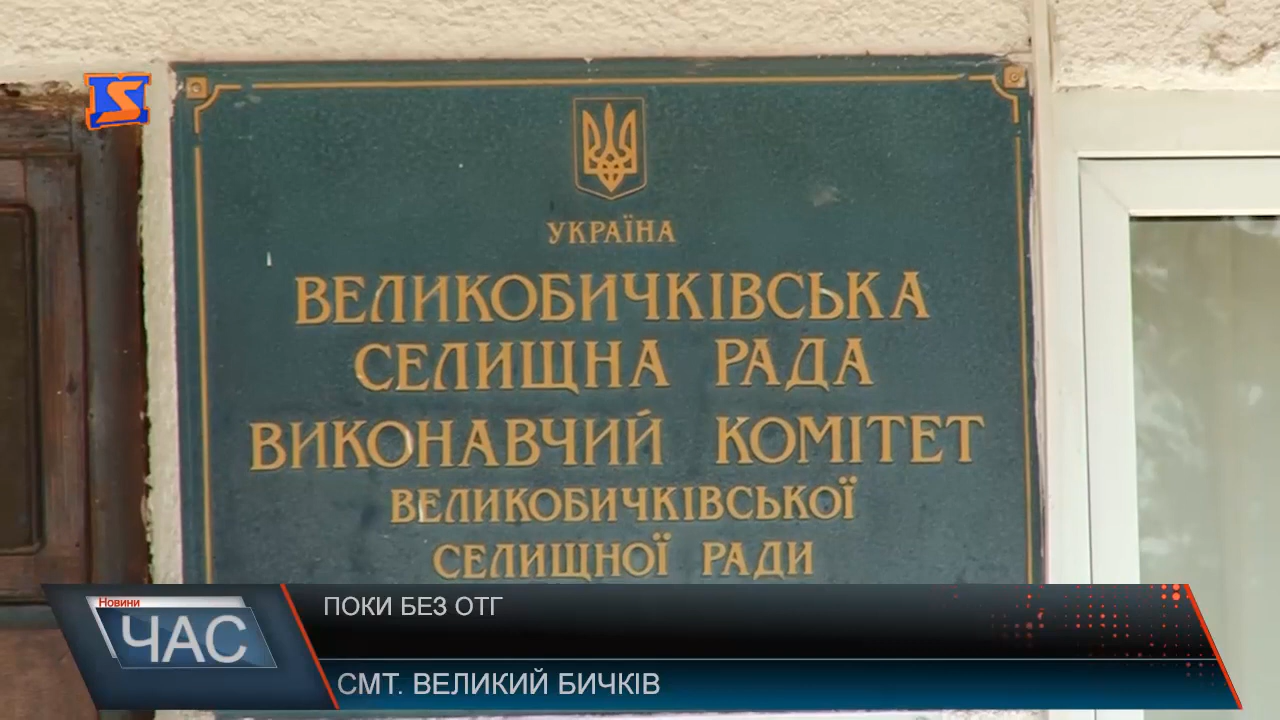 УКРАЇНА
ВЕЛИКОБИЧКІВСЬКА
СЕЛИЩНА РАДА
ВИКОНАВЧИЙ КОМІТЕТ
ВЕЛИКОБИЧКІВСЬКОЇ
СЕЛИЩНОЇ РАДИ
Новини
ЧАС
ПОКИ БЕЗ ОТГ
СМТ. ВЕЛИКИЙ БИЧКІВ